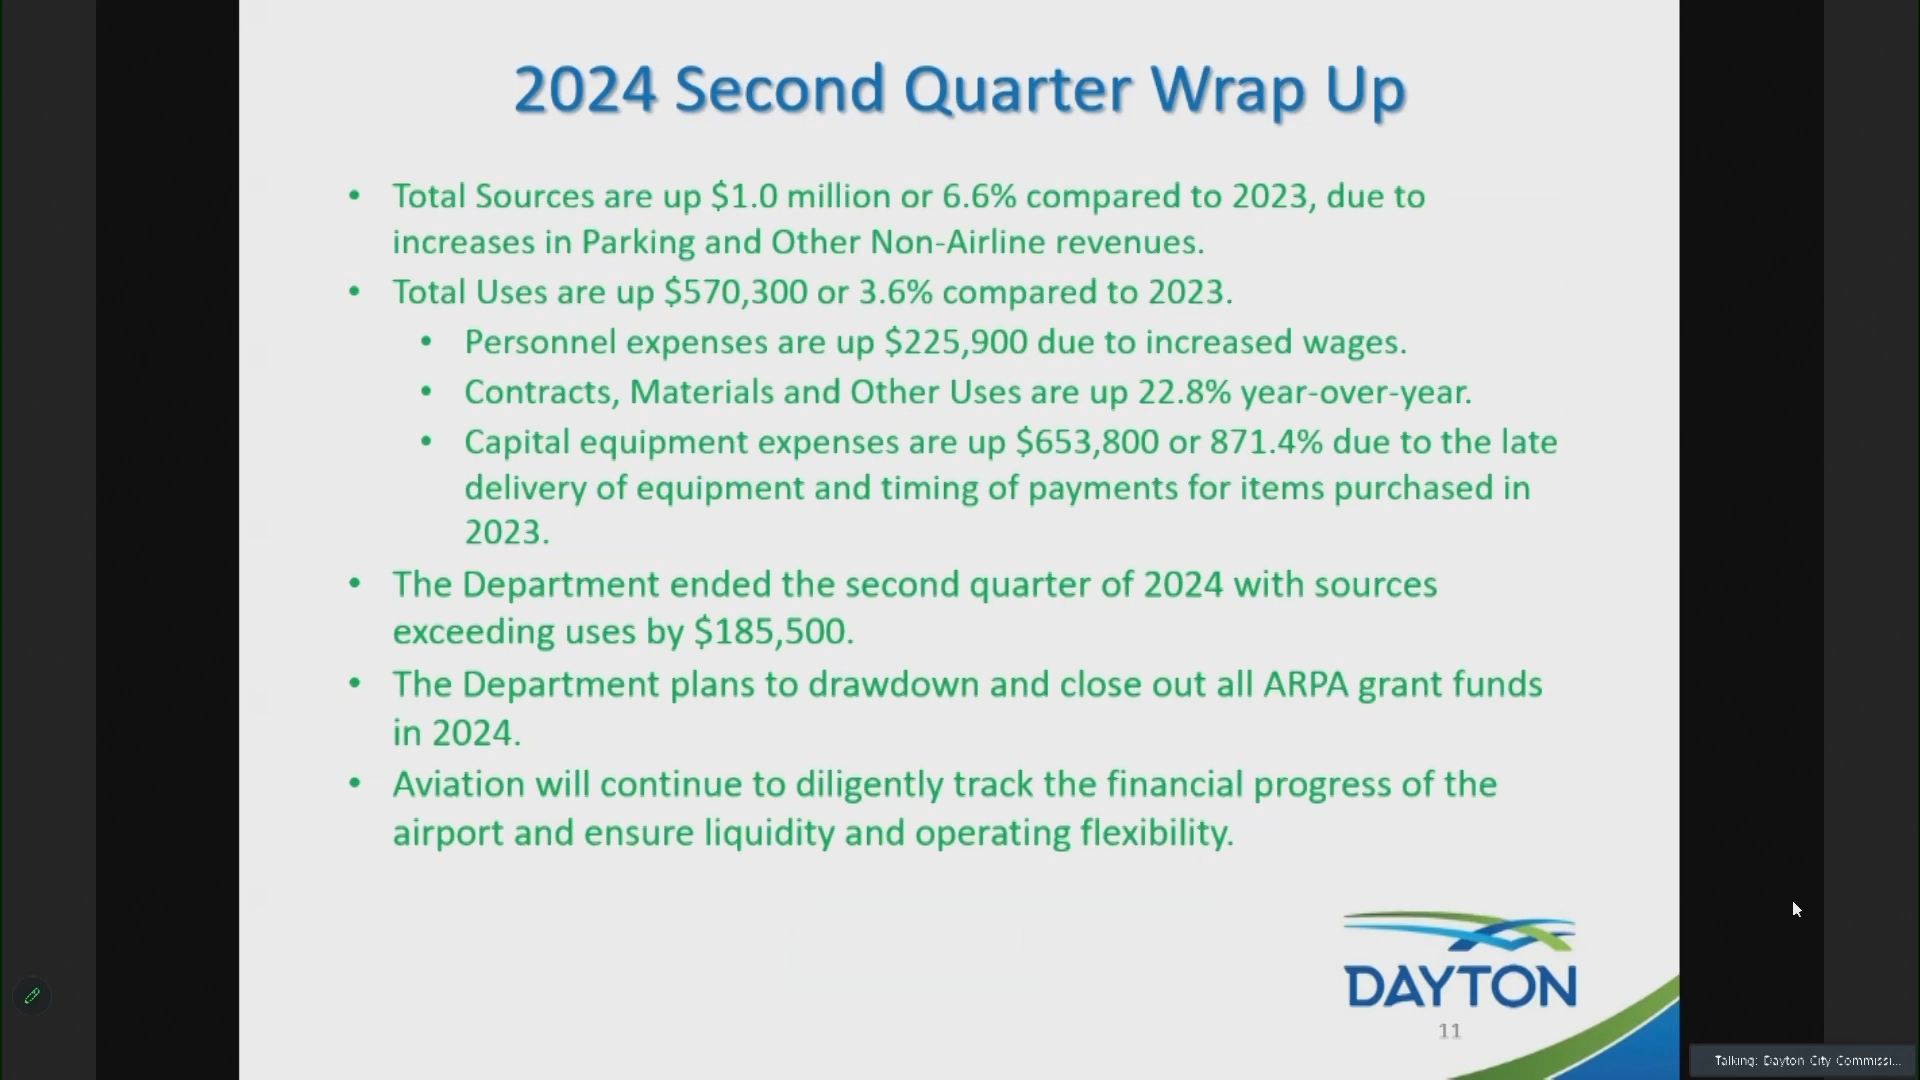 2024 Second Quarter Wrap Up
• Total Sources are up $1.0 million or 6.6% compared to 2023, due to
increases in Parking and Other Non-Airline revenues.
• Total Uses are up $570,300 or 3.6% compared to 2023.
• Personnel expenses are up $225,900 due to increased wages.
• Contracts, Materials and Other Uses are up 22.8% year-over-year.
• Capital equipment expenses are up $653,800 or 871.4% due to the late
delivery of equipment and timing of payments for items purchased in
2023.
• The Department ended the second quarter of 2024 with sources
exceeding uses by $185,500.
• The Department plans to drawdown and close out all ARPA grant funds
in 2024.
• Aviation will continue to diligently track the financial progress of the
airport and ensure liquidity and operating flexibility.
DAYTON
11
Talking: Dayton City Commissi...